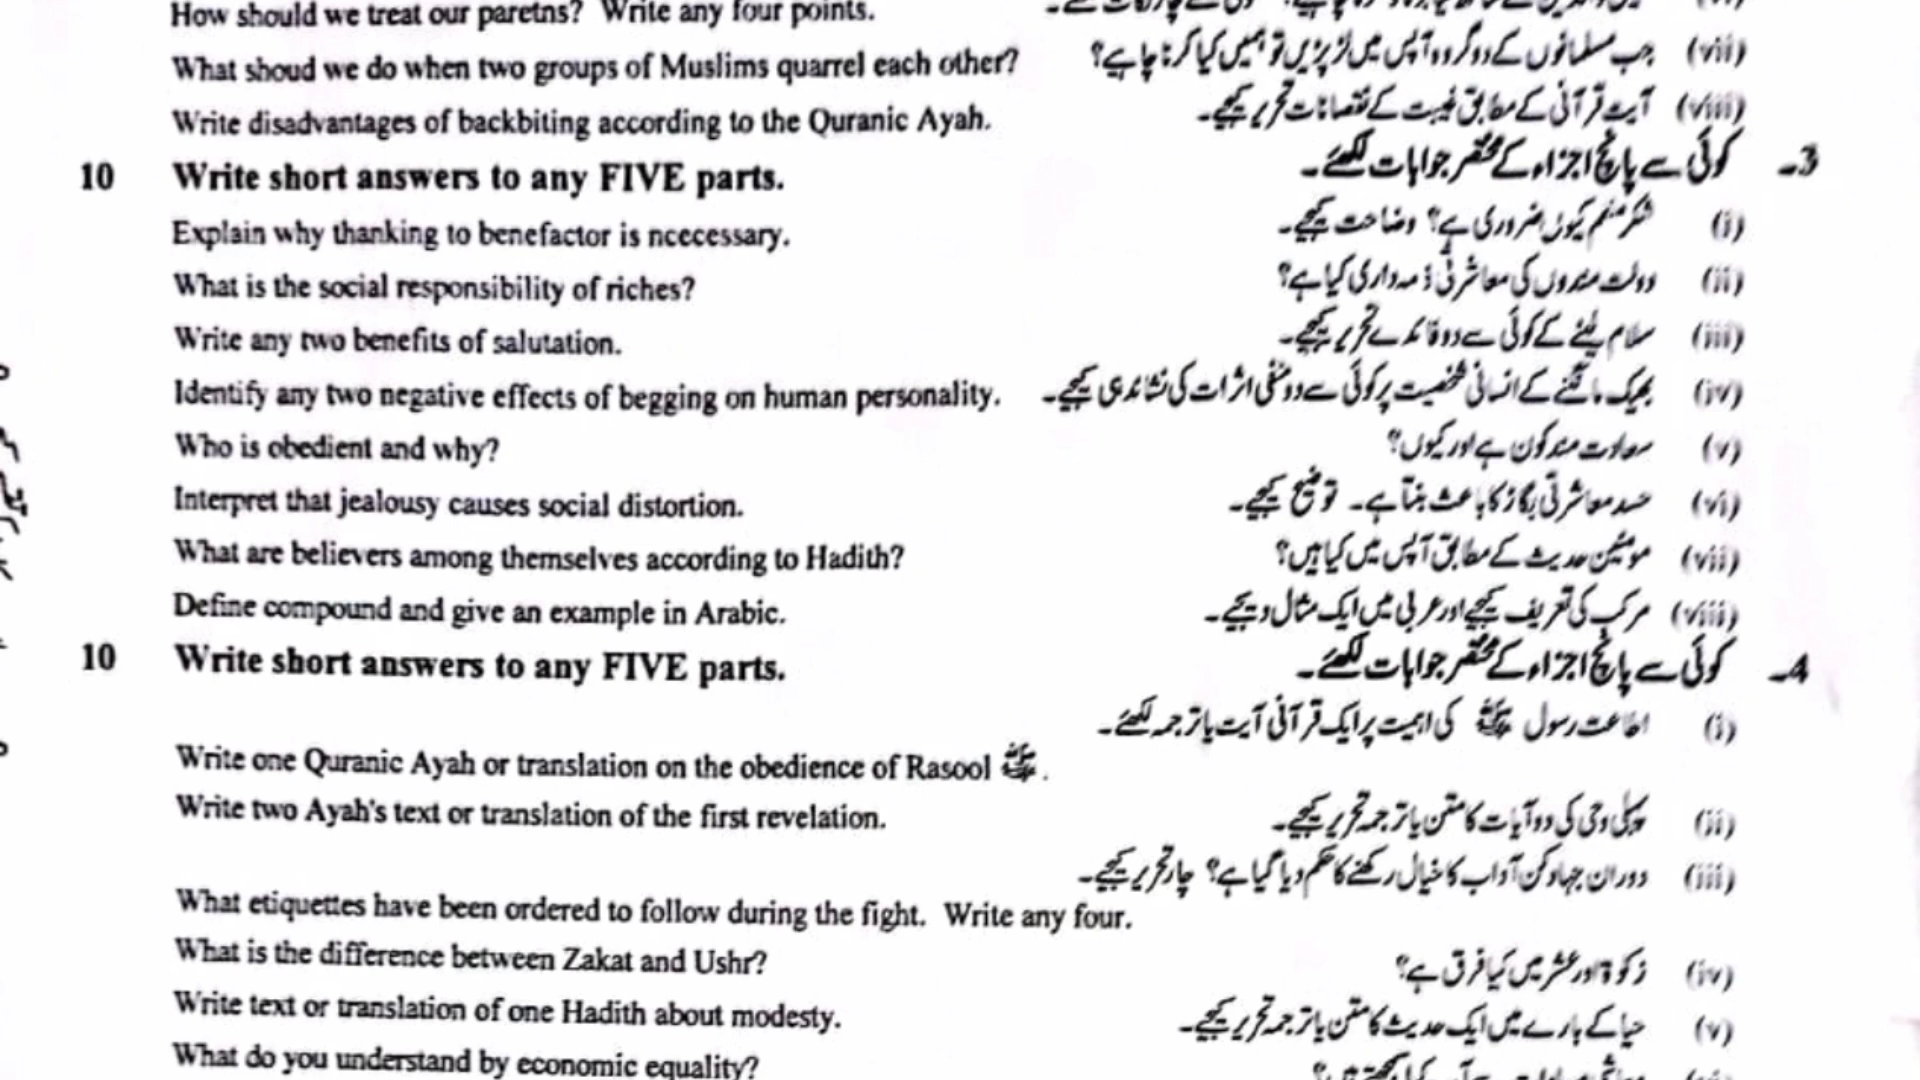 How should we treat our paretns? Write any four points.
(vii) جب مسلمانوں کے دو گروہ آپس میں لڑ پڑیں تو ہمیں کیا کرنا چاہیے؟
What shoud we do when two groups of Muslims quarrel each other?
(viii) آیت قرآنی کے مطابق غیبت کے نقصانات تحریر کیجیے۔
Write disadvantages of backbiting according to the Quranic Ayah.
3۔ کوئی سے پانچ اجزاء کے مختصر جوابات لکھئے۔
10 Write short answers to any FIVE parts.
(i) شکر منعم کیوں ضروری ہے؟ وضاحت کیجیے۔
Explain why thanking to benefactor is ncecessary.
(ii) دولت مندوں کی معاشرتی ذمہ داری کیا ہے؟
What is the social responsibility of riches?
(iii) سلام کے کوئی سے دو فائدے تحریر کیجیے۔
Write any two benefits of salutation.
(iv) بھیک مانگنے کے انسانی شخصیت پر کوئی سے دو منفی اثرات کی نشاندہی کیجیے۔
Identify any two negative effects of begging on human personality.
(v) سعادت مند کون ہے اور کیوں؟
Who is obedient and why?
(vi) حسد معاشرتی بگاڑ کا باعث بنتا ہے۔ توضیح کیجیے۔
Interpret that jealousy causes social distortion.
(vii) مومنین حدیث کے مطابق آپس میں کیا ہیں؟
What are believers among themselves according to Hadith?
(viii) مرکب کی تعریف کیجیے اور عربی میں ایک مثال دیجیے۔
Define compound and give an example in Arabic.
4۔ کوئی سے پانچ اجزاء کے مختصر جوابات لکھئے۔
10 Write short answers to any FIVE parts.
(i) اطاعت رسول ﷺ کی اہمیت پر ایک قرآنی آیت یا ترجمہ لکھئے۔
Write one Quranic Ayah or translation on the obedience of Rasool ﷺ.
(ii) پہلی وحی کی دو آیات کا متن یا ترجمہ تحریر کیجیے۔
Write two Ayah's text or translation of the first revelation.
(iii) دوران جہاد کن آداب کا خیال رکھنے کا حکم دیا گیا ہے؟ چار تحریر کیجیے۔
What etiquettes have been ordered to follow during the fight. Write any four.
(iv) زکوۃ اور عشر میں کیا فرق ہے؟
What is the difference between Zakat and Ushr?
(v) حیا کے بارے میں ایک حدیث کا متن یا ترجمہ تحریر کیجیے۔
Write text or translation of one Hadith about modesty.
What do you understand by economic equality?